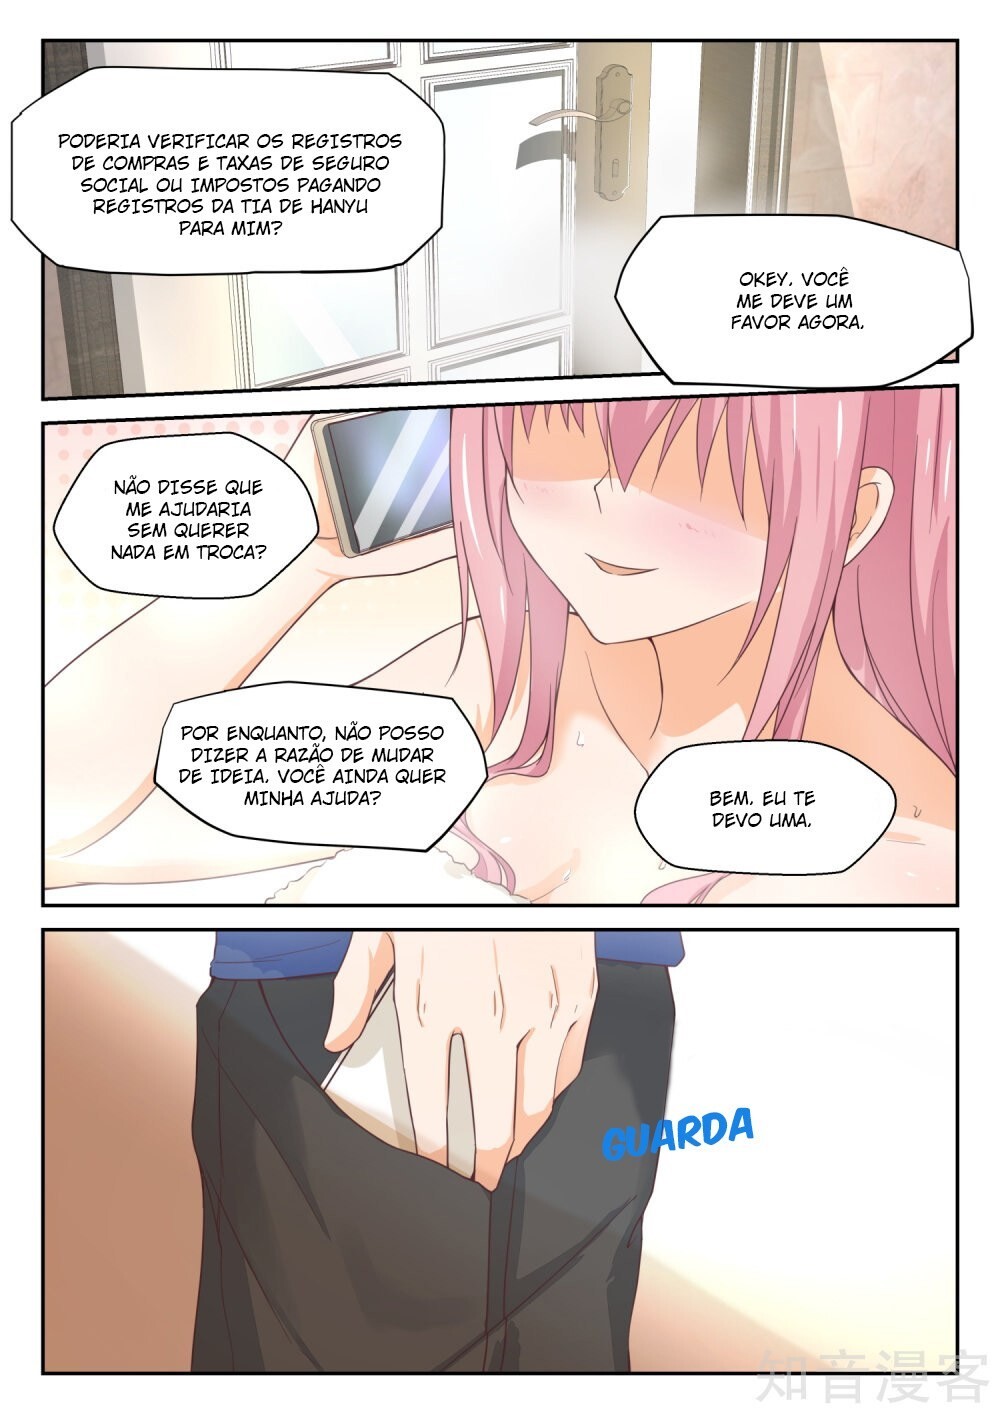 PODERIA VERIFICAR OS REGISTROS
DE COMPRAS E TAXAS DE SEGURO
SOCIAL OU IMPOSTOS PAGANDO
REGISTROS DA TIA DE HANYU
PARA MIM?
OKEY. VOCÊ
ME DEVE UM
FAVOR AGORA.
NÃO DISSE QUE
ME AJUDARIA
SEM QUERER
NADA EM TROCA?
POR ENQUANTO, NÃO POSSO
DIZER A RAZÃO DE MUDAR
DE IDEIA. VOCÊ AINDA QUER
MINHA AJUDA?
BEM. EU TE
DEVO UMA.
GUARDA
知音漫客